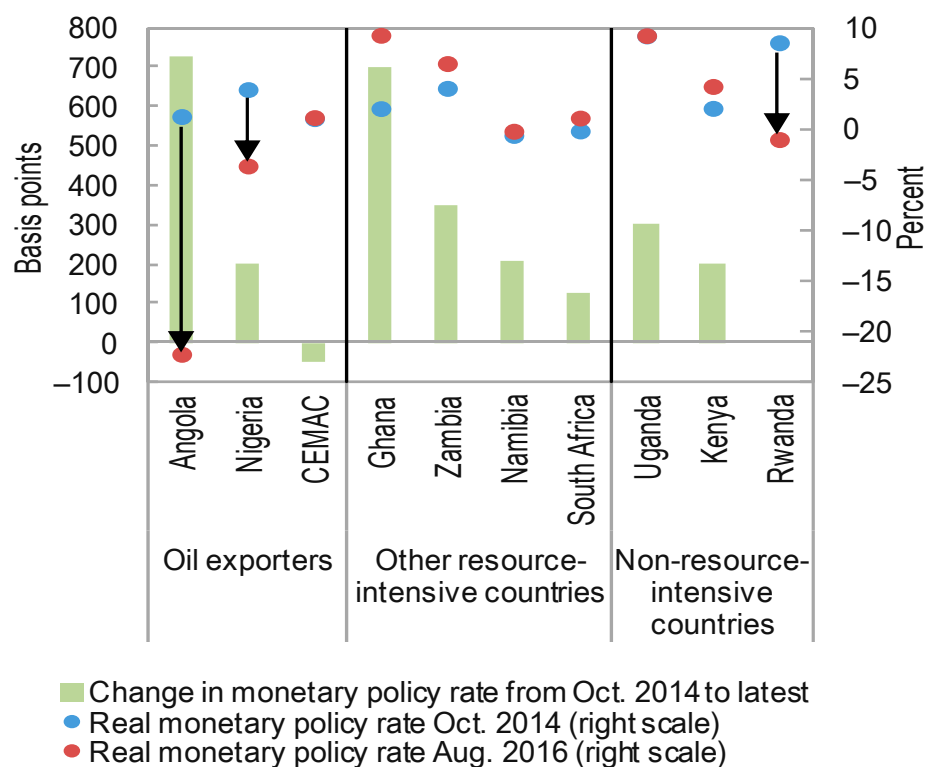 800
700
600
500
400
300
200
100
0
–100
Basis points
10
5
0
–5
–10
–15
–20
–25
Percent
Angola
Nigeria
CEMAC
Ghana
Zambia
Namibia
South Africa
Uganda
Kenya
Rwanda
Oil exporters
Other resource-
intensive countries
Non-resource-
intensive
countries
Change in monetary policy rate from Oct. 2014 to latest
Real monetary policy rate Oct. 2014 (right scale)
Real monetary policy rate Aug. 2016 (right scale)